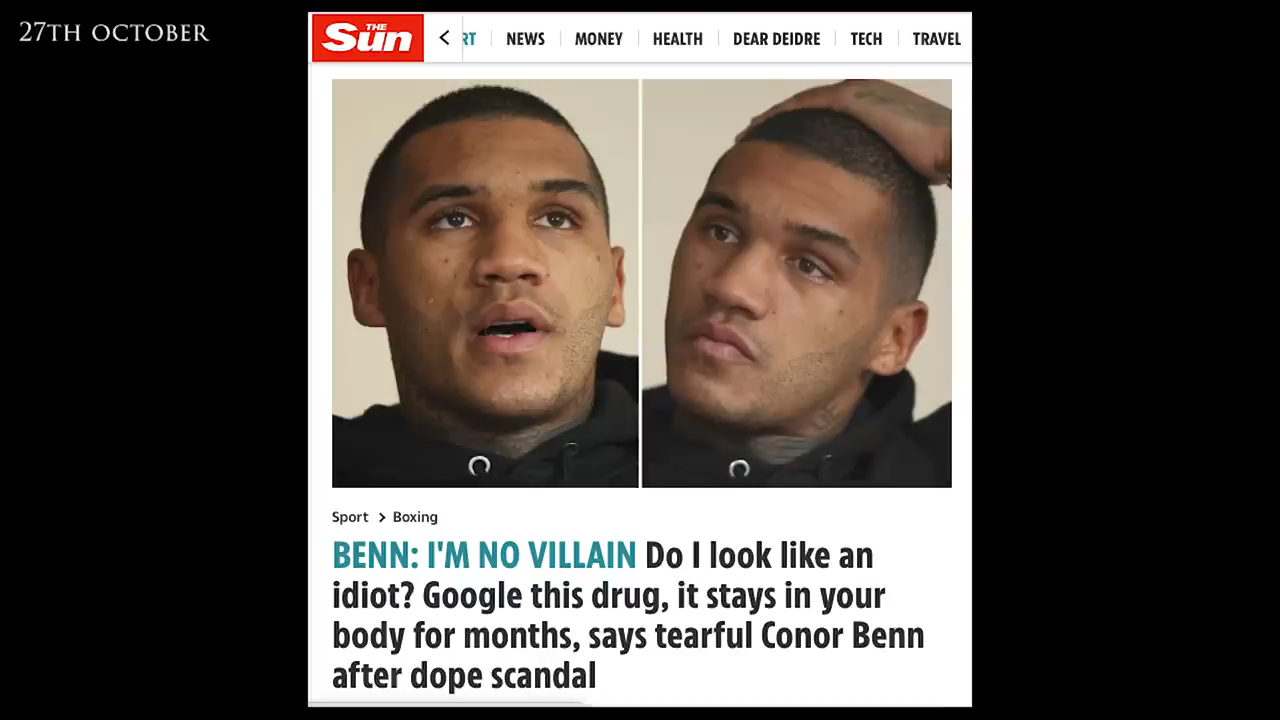 27TH OCTOBER
THE
Sun
RT NEWS MONEY HEALTH DEAR DEIDRE TECH TRAVEL
Sport > Boxing
BENN: I'M NO VILLAIN Do I look like an
idiot? Google this drug, it stays in your
body for months, says tearful Conor Benn
after dope scandal